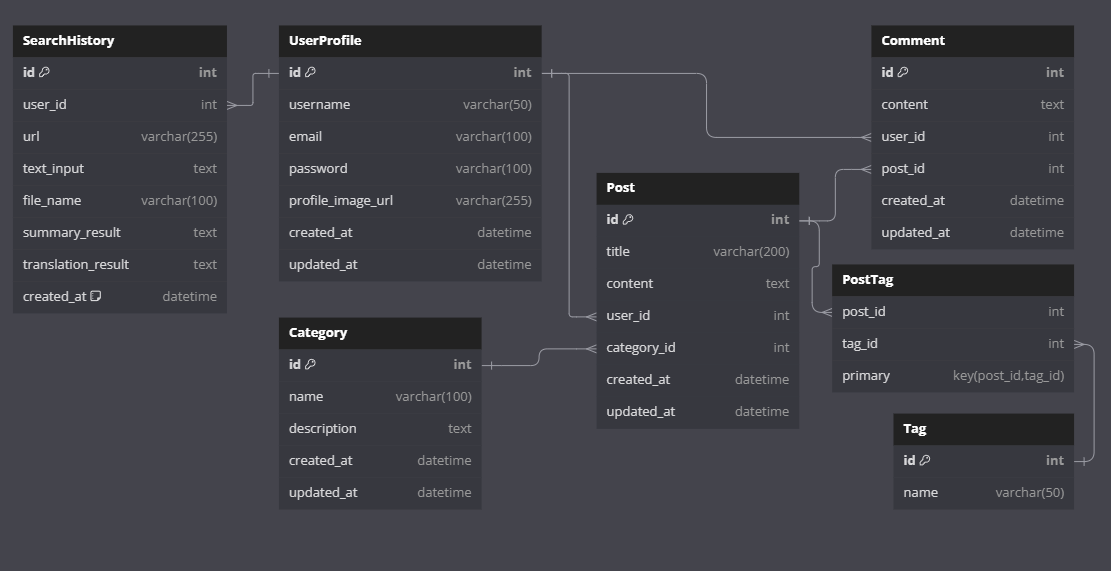 SearchHistory
id int
user_id int
url varchar(255)
text_input text
file_name varchar(100)
summary_result text
translation_result text
created_at datetime
UserProfile
id int
username varchar(50)
email varchar(100)
password varchar(100)
profile_image_url varchar(255)
created_at datetime
updated_at datetime
Category
id int
name varchar(100)
description text
created_at datetime
updated_at datetime
Post
id int
title varchar(200)
content text
user_id int
category_id int
created_at datetime
updated_at datetime
Comment
id int
content text
user_id int
post_id int
created_at datetime
updated_at datetime
PostTag
post_id int
tag_id int
primary key(post_id,tag_id)
Tag
id int
name varchar(50)